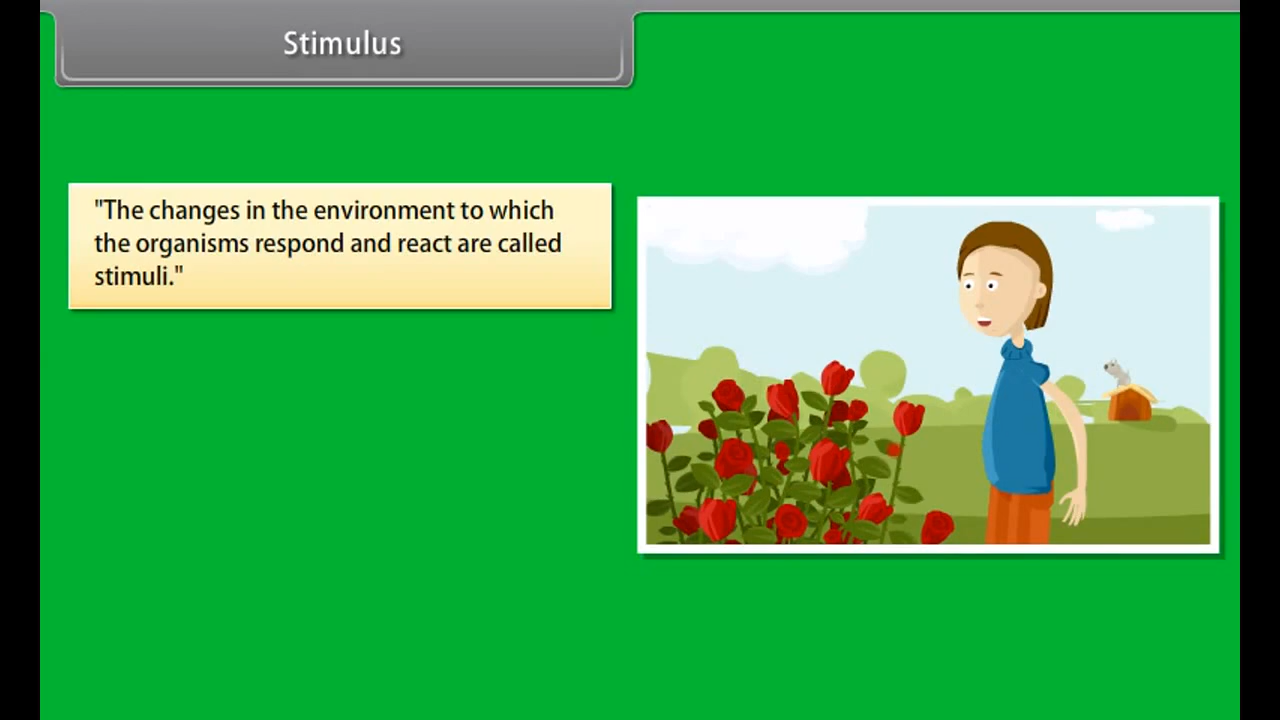 Stimulus
"The changes in the environment to which
the organisms respond and react are called
stimuli."